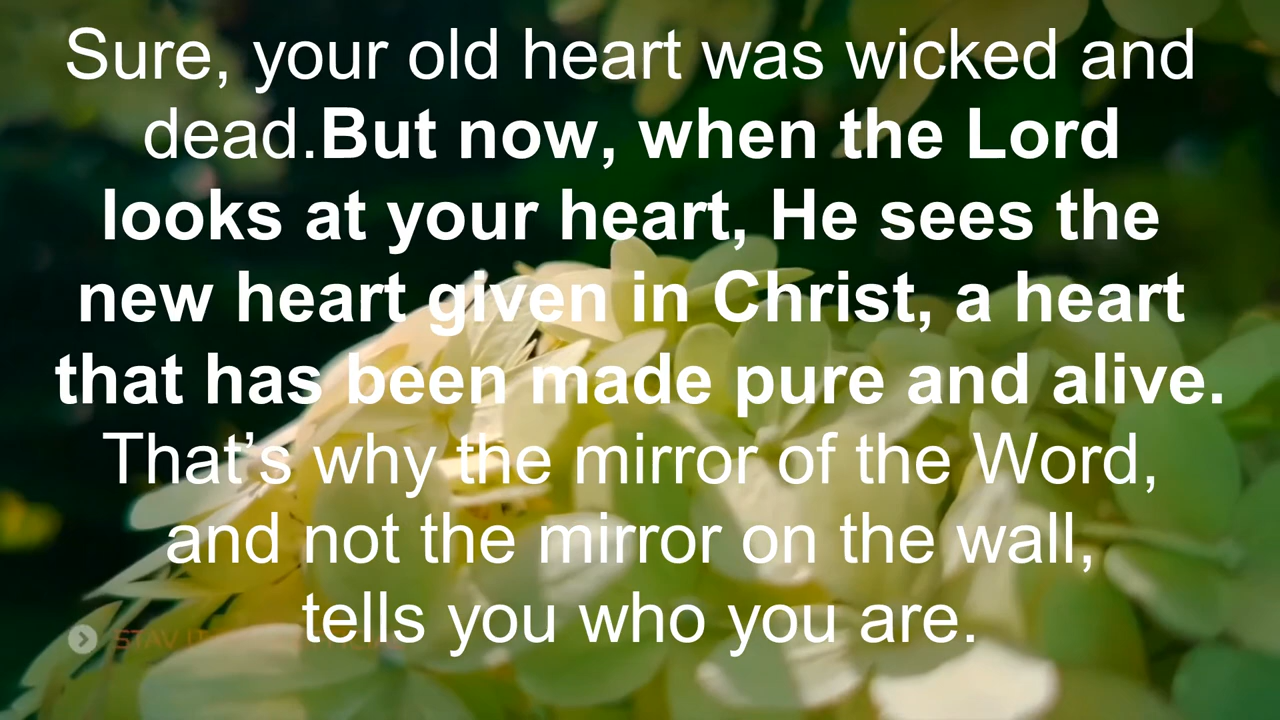 Sure, your old heart was wicked and
dead.But now, when the Lord
looks at your heart, He sees the
new heart given in Christ, a heart
that has been made pure and alive.
That’s why the mirror of the Word,
and not the mirror on the wall,
tells you who you are.